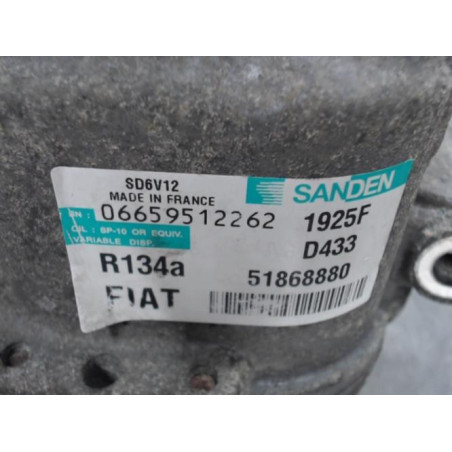 SD6V12
MADE IN FRANCE
SANDEN
SN: 06659512262
1925F
OIL: SP-10 OR EQUIV.
VARIABLE DISP.
D433
R134a
51868880
FIAT